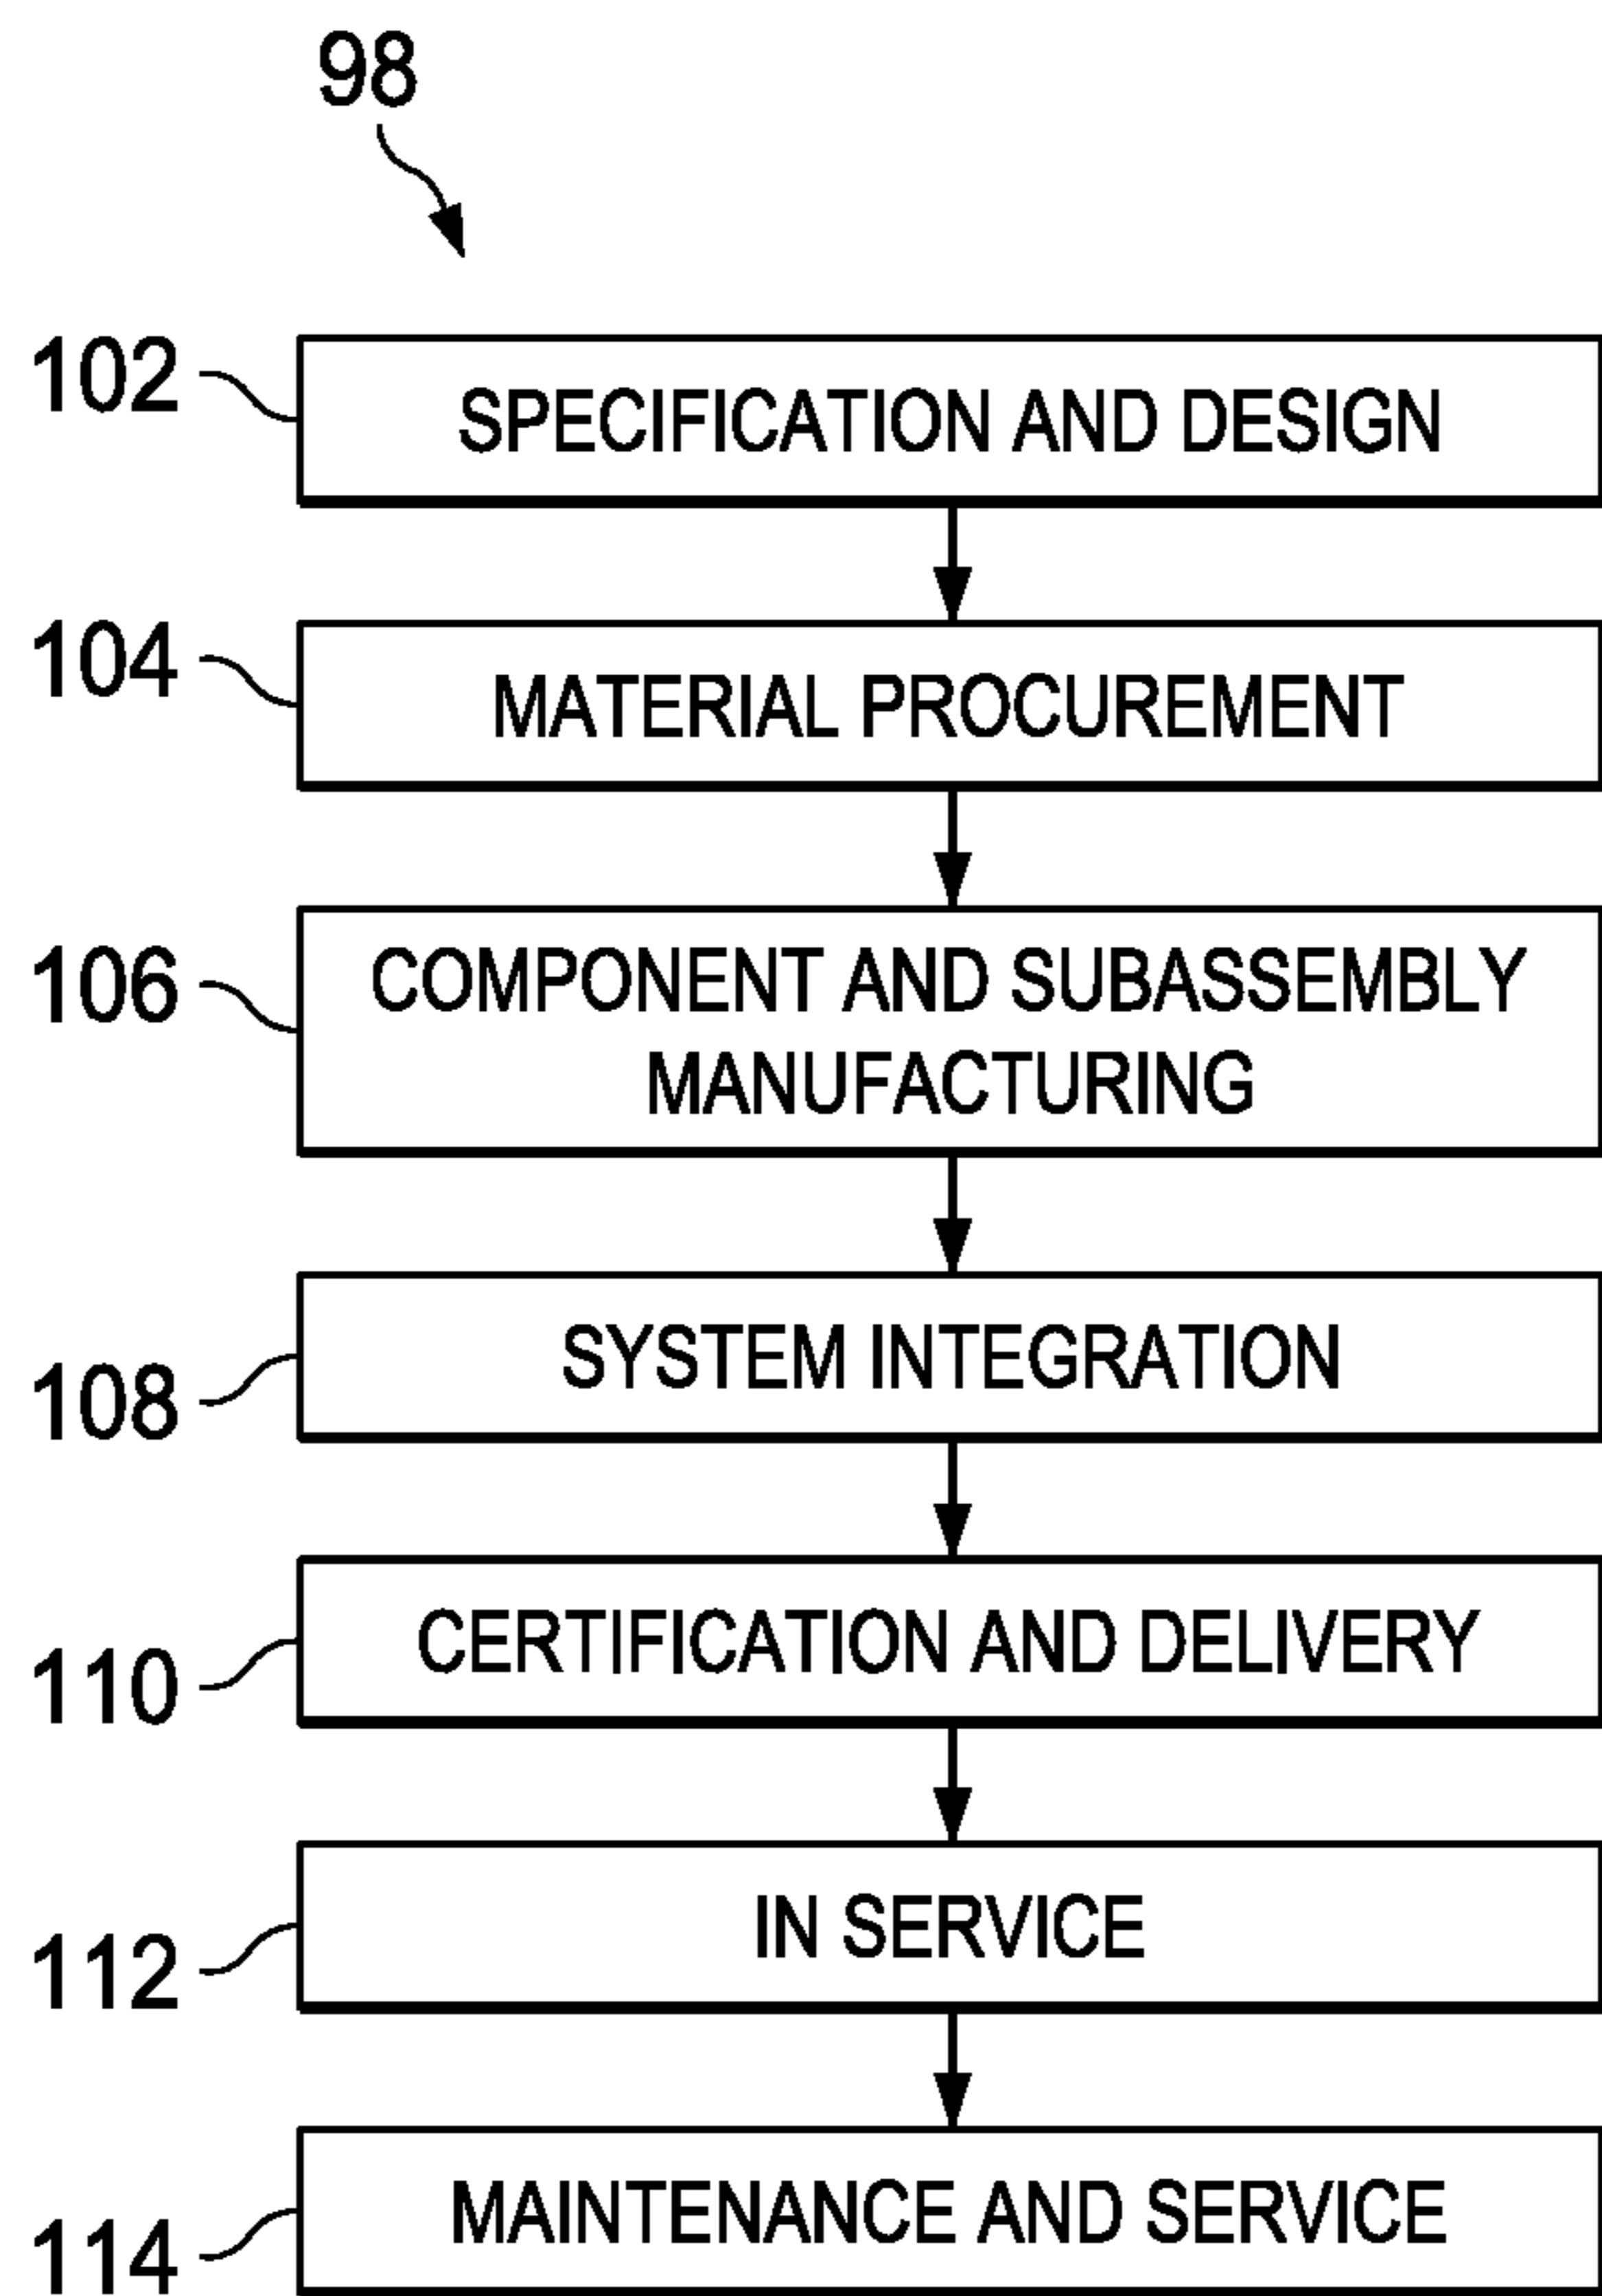 98
102
SPECIFICATION AND DESIGN
104
MATERIAL PROCUREMENT
106
COMPONENT AND SUBASSEMBLY
MANUFACTURING
108
SYSTEM INTEGRATION
110
CERTIFICATION AND DELIVERY
112
IN SERVICE
114
MAINTENANCE AND SERVICE